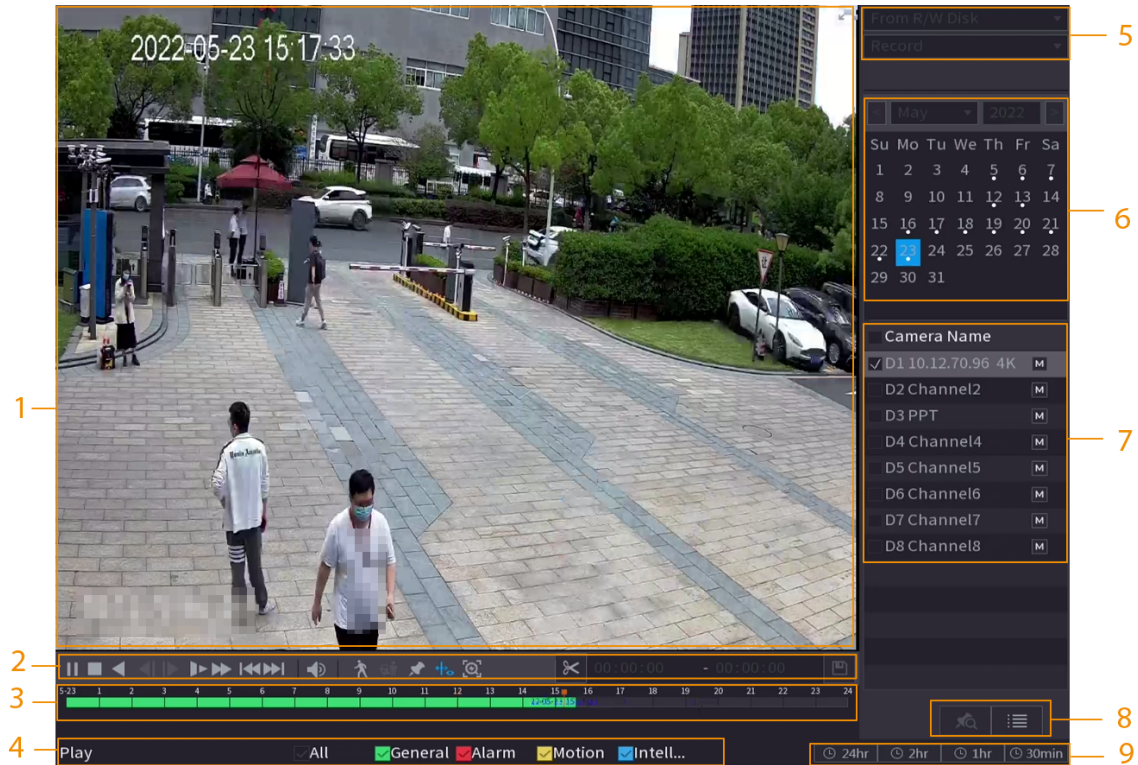 2022-05-23 15:17:33
From R/W Disk
Record
5
May 2022
Su Mo Tu We Th Fr Sa
1 2 3 4 5 6 7
8 9 10 11 12 13 14
15 16 17 18 19 20 21
22 23 24 25 26 27 28
29 30 31
6
Camera Name
D1 10.12.70.96 4K M
D2 Channel2 M
D3 PPT M
D4 Channel4 M
D5 Channel5 M
D6 Channel6 M
D7 Channel7 M
D8 Channel8 M
7
1
2
00:00:00 - 00:00:00
3
5-23 1 2 3 4 5 6 7 8 9 10 11 12 13 14 15 16 17 18 19 20 21 22 23 24
8
4
Play All General Alarm Motion Intell...
24hr 2hr 1hr 30min
9